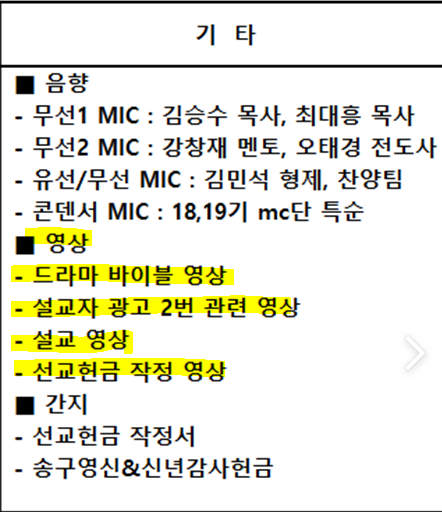 기 타
■ 음향
- 무선1 MIC : 김승수 목사, 최대흥 목사
- 무선2 MIC : 강창재 멘토, 오태경 전도사
- 유선/무선 MIC : 김민석 형제, 찬양팀
- 콘덴서 MIC : 18,19기 mc단 특순
■ 영상
- 드라마 바이블 영상
- 설교자 광고 2번 관련 영상
- 설교 영상
- 선교헌금 작정 영상
■ 간지
- 선교헌금 작정서
- 송구영신&신년감사헌금